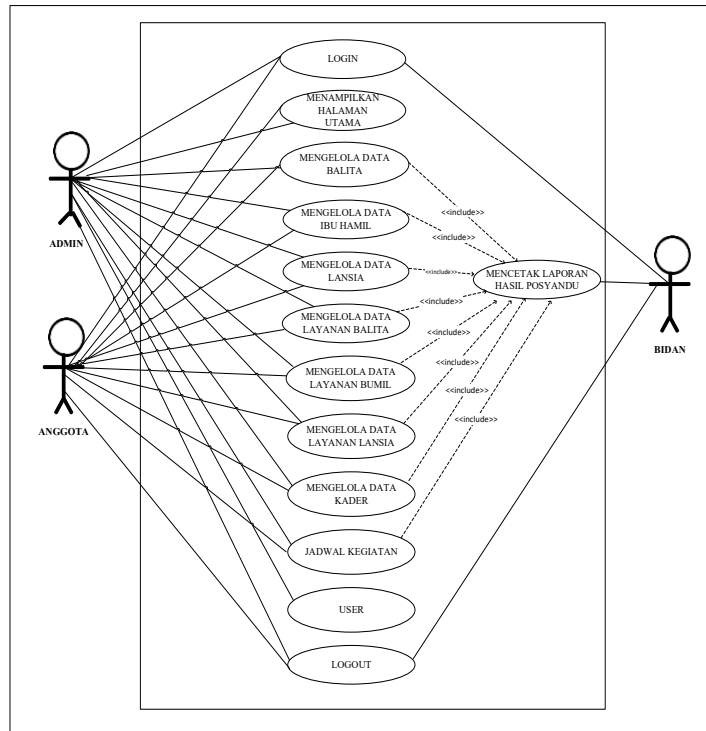 LOGIN
MENAMPILKAN
HALAMAN
UTAMA
MENGELOLA DATA
BALITA
MENGELOLA DATA
IBU HAMIL
MENGELOLA DATA
LANSIA
MENGELOLA DATA
LAYANAN BALITA
MENGELOLA DATA
LAYANAN BUMIL
MENGELOLA DATA
LAYANAN LANSIA
MENGELOLA DATA
KADER
JADWAL KEGIATAN
USER
LOGOUT
ADMIN
ANGGOTA
<<include>>
<<include>>
<<include>>
<<include>>
<<include>>
<<include>>
<<include>>
<<include>>
MENCETAK LAPORAN
HASIL POSYANDU
BIDAN